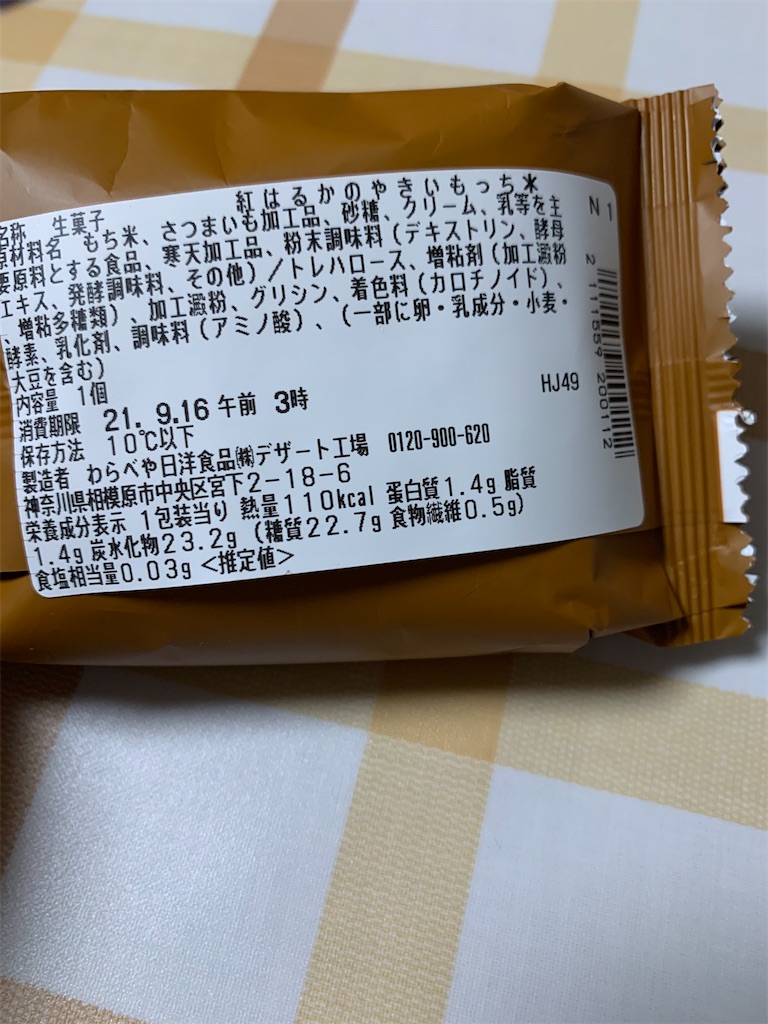 紅はるかのやきいもっち*
名称 生菓子
原材料名 もち米、さつまいも加工品、砂糖、クリーム、乳等を主
要原料とする食品、寒天加工品、粉末調味料(デキストリン、酵母
エキス、発酵調味料、その他)/トレハロース、増粘剤(加工澱粉
、増粘多糖類)、加工澱粉、グリシン、着色料(カロチノイド)、
酵素、乳化剤、調味料(アミノ酸)、(一部に卵・乳成分・小麦・
大豆を含む)
内容量 1個
消費期限 21. 9.16 午前 3時
保存方法 10℃以下
製造者 わらべや日洋食品㈱デザート工場 0120-900-620
神奈川県相模原市中央区宮下2-18-6
栄養成分表示 1包装当り 熱量110kcal 蛋白質1.4g 脂質
1.4g 炭水化物23.2g (糖質22.7g 食物繊維0.5g)
食塩相当量0.03g <推定値>
HJ49
N1
2 111554 200112